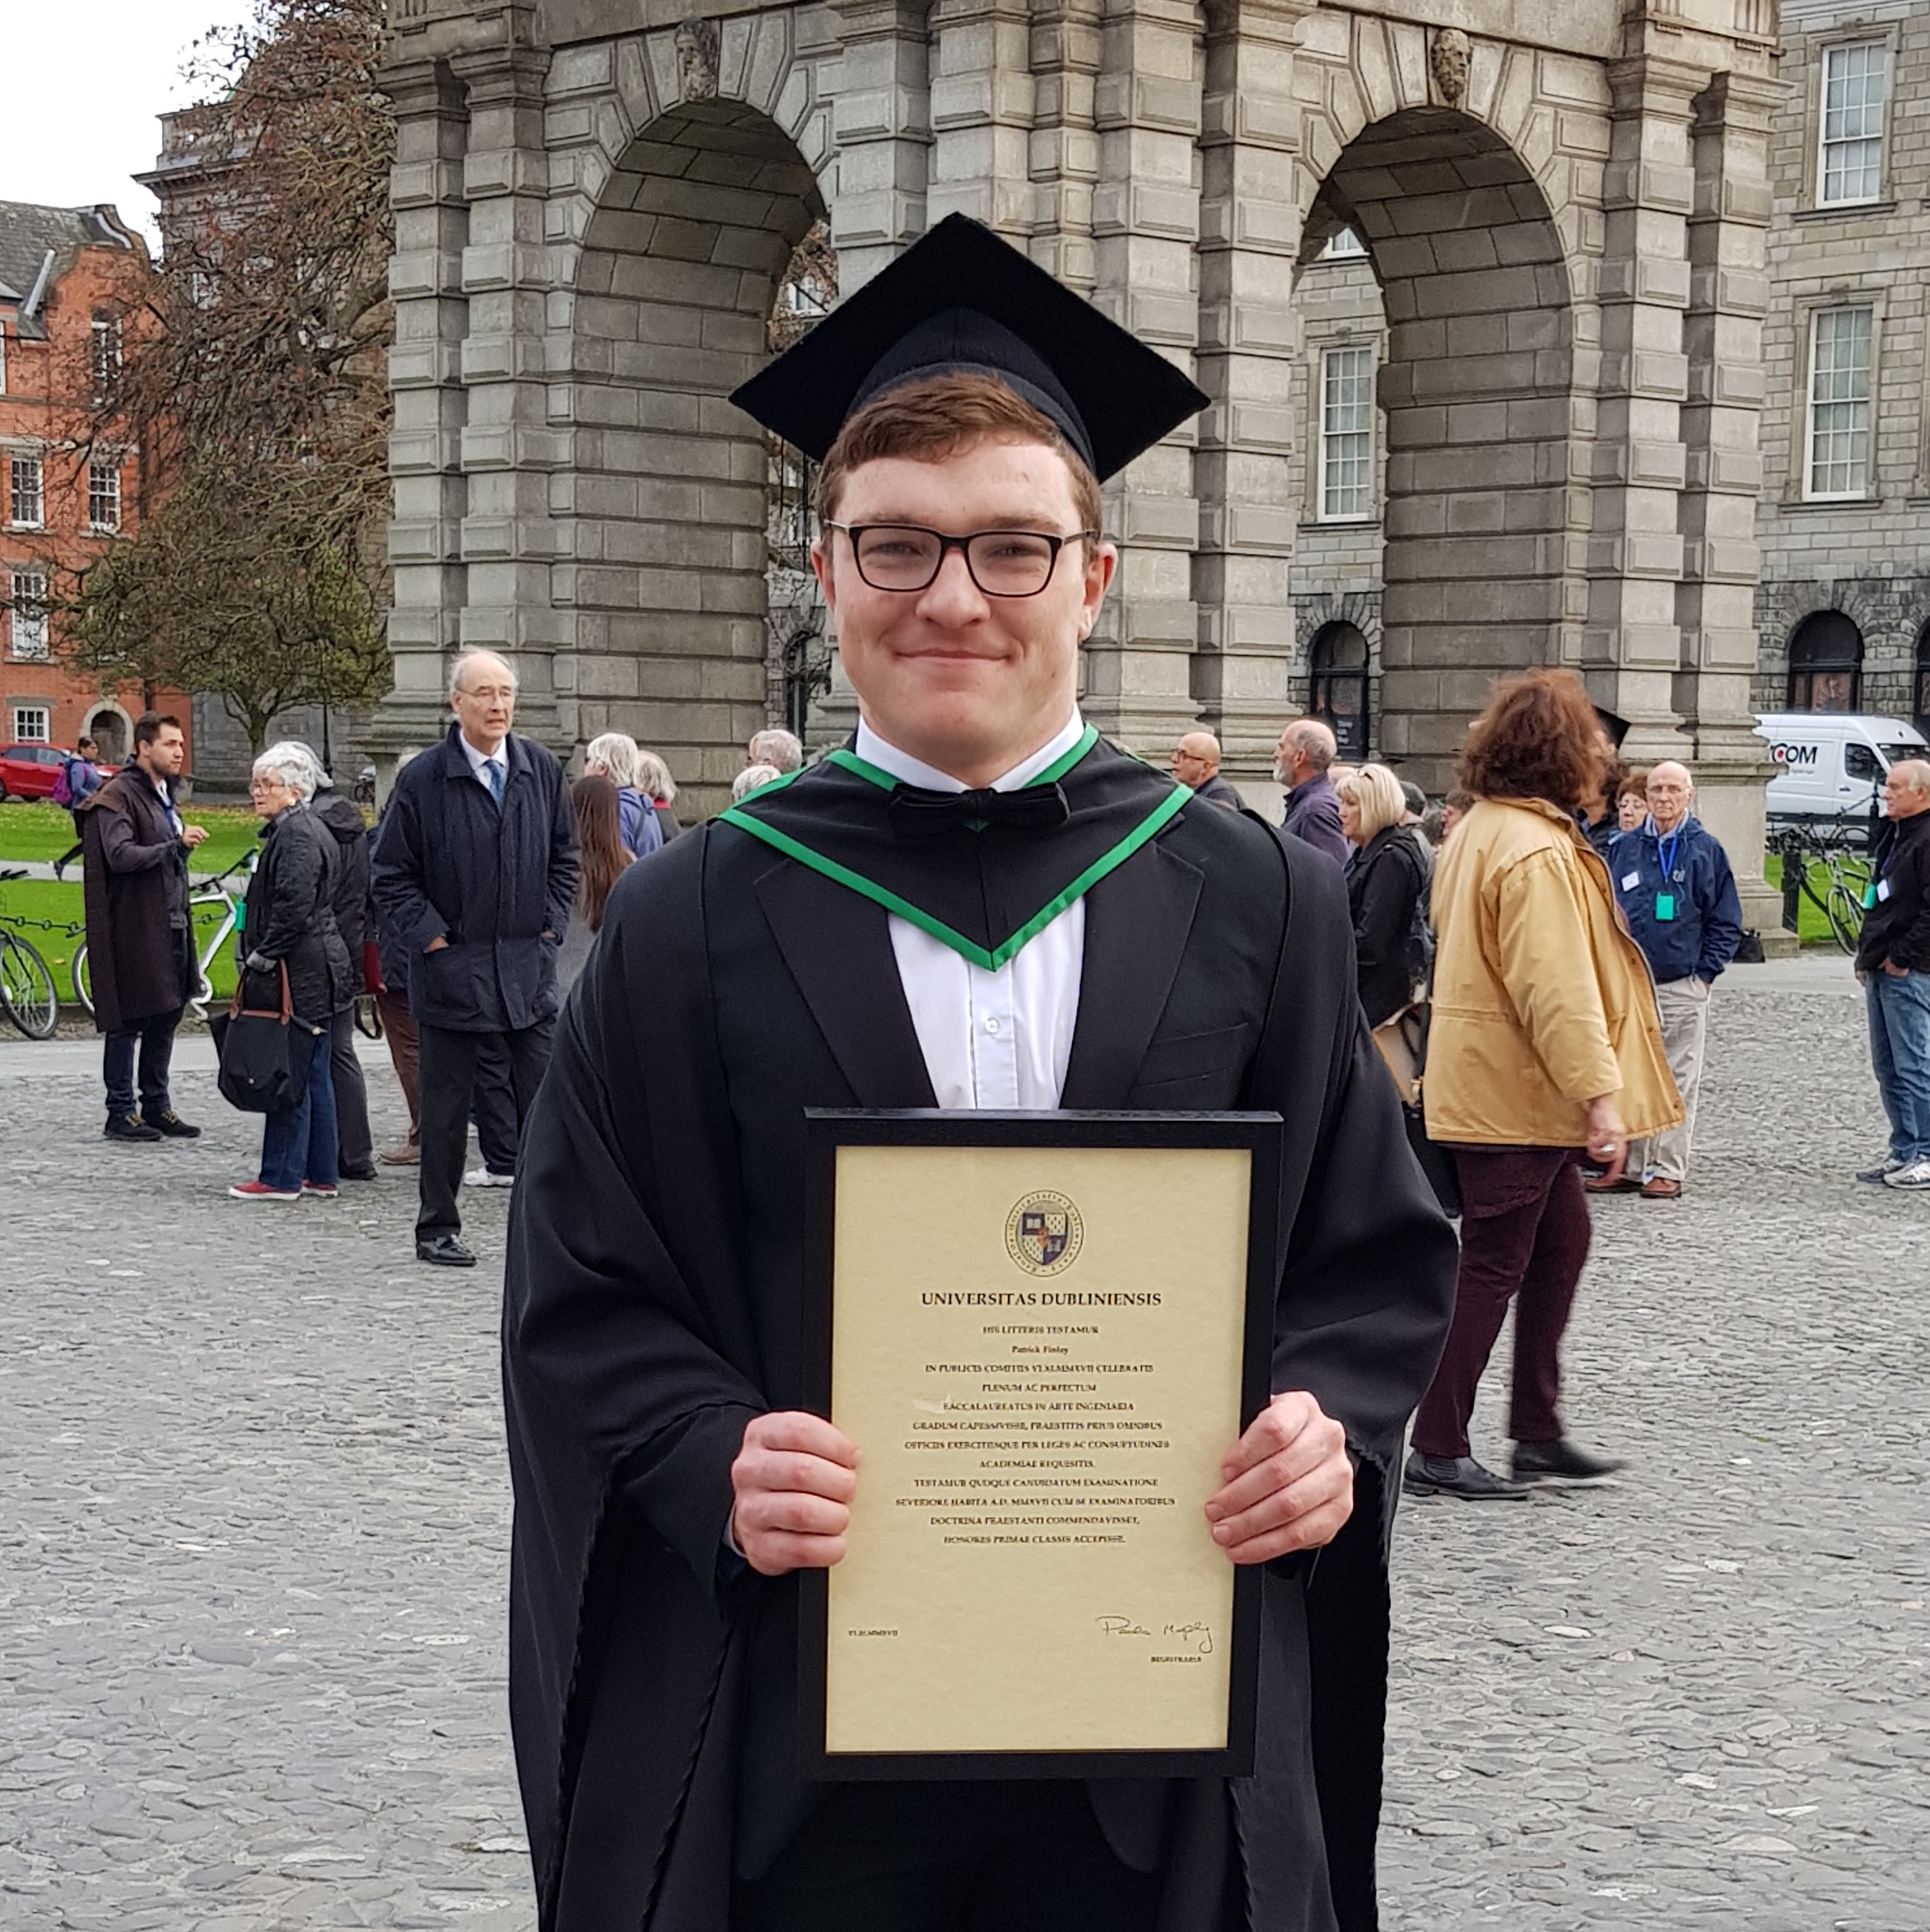 COM
UNIVERSITAS DUBLINIENSIS
HIS LITTERIS TESTAMUR
Patrick Finlay
IN PUBLICIS COMITIIS VI.XI.MMXVII CELEBRATIS
PLENUM AC PERFECTUM
BACCALAUREATUS IN ARTE INGENIARIA
GRADUM CAPESSIVISSE, PRAESTITIS PRIUS OMNIBUS
OFFICIIS EXERCITIISQUE PER LEGES AC CONSUETUDINES
ACADEMIAE REQUISITIS.
TESTAMUR QUOQUE CANDIDATUM EXAMINATIONE
SEVERIORE HABITA A.D. MMXVII CUM SE EXAMINATORIBUS
DOCTRINA PRAESTANTI COMMENDAVISSET,
HONORES PRIMAE CLASSIS ACCEPISSE.
VI.XI.MMXVII